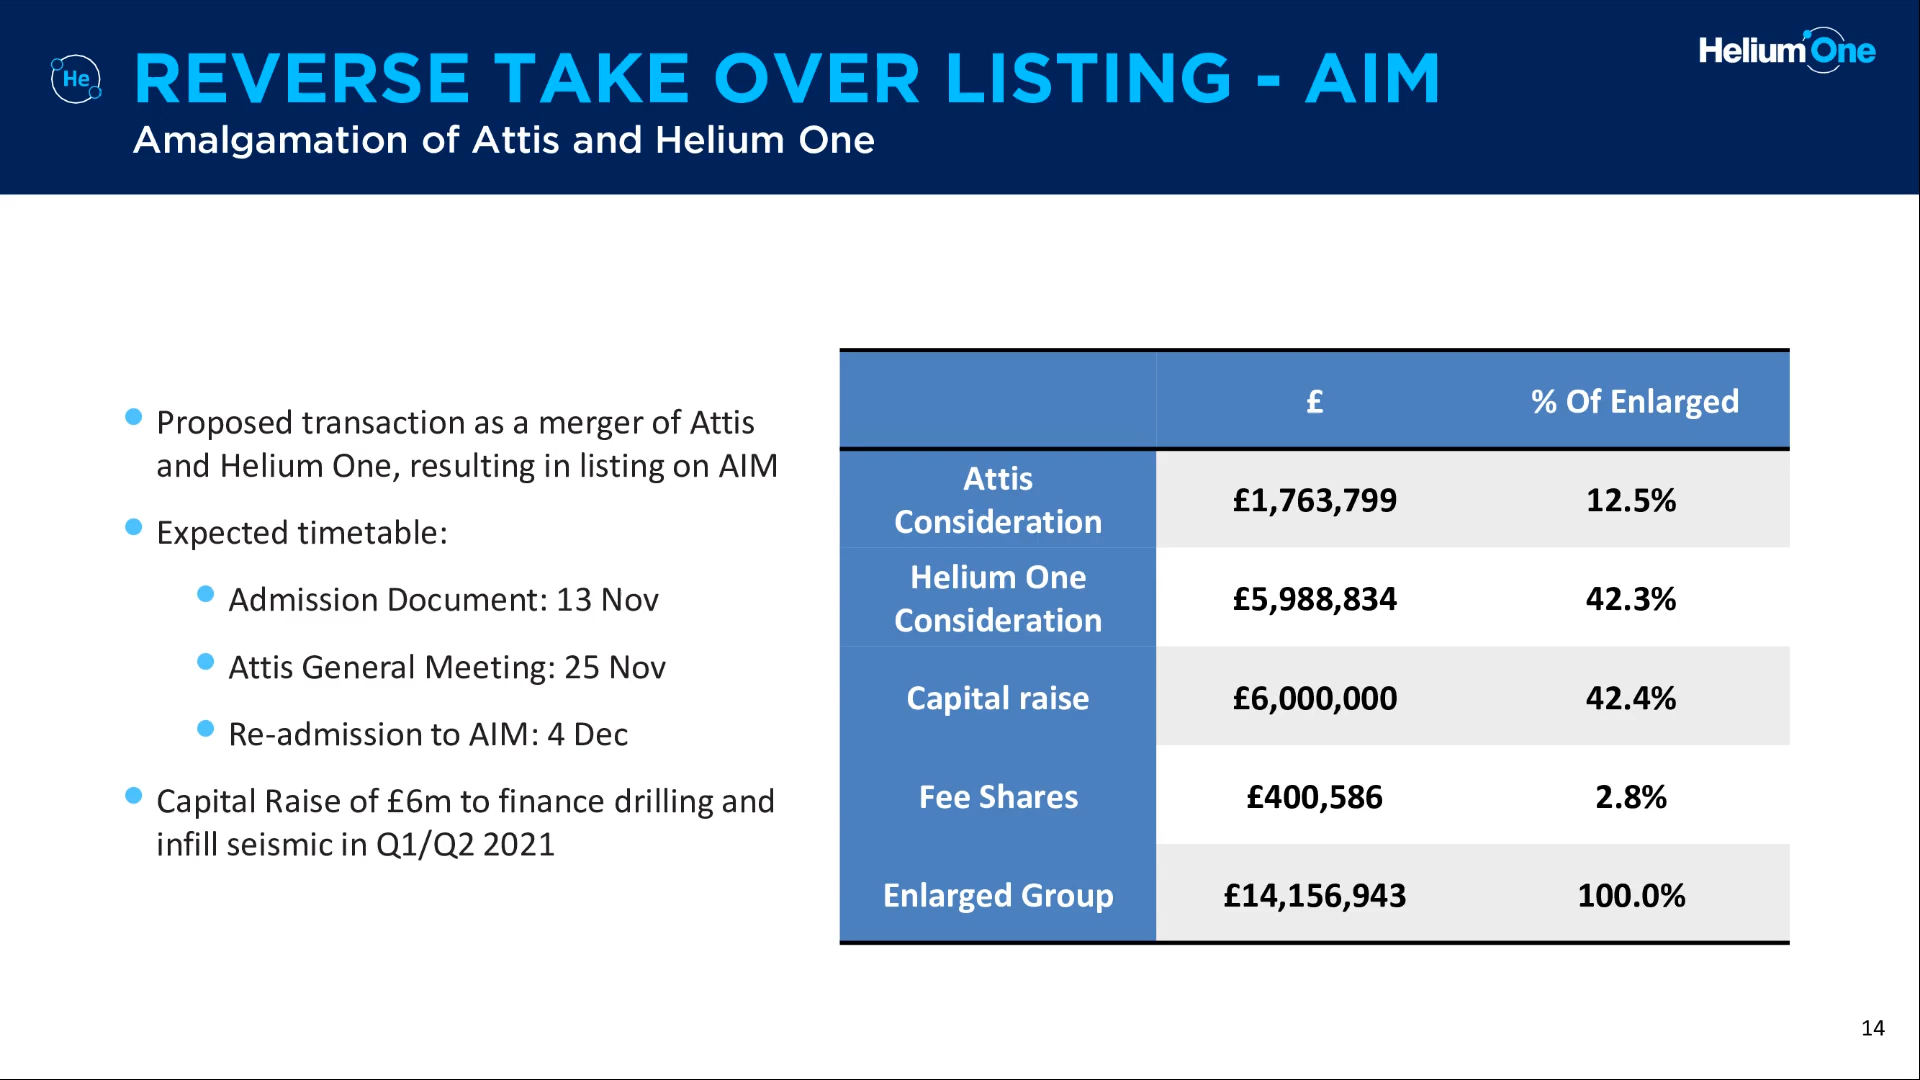 He
REVERSE TAKE OVER LISTING - AIM
Helium One
Amalgamation of Attis and Helium One
Proposed transaction as a merger of Attis
and Helium One, resulting in listing on AIM
Expected timetable:
Admission Document: 13 Nov
Attis General Meeting: 25 Nov
Re-admission to AIM: 4 Dec
Capital Raise of £6m to finance drilling and
infill seismic in Q1/Q2 2021
£ % Of Enlarged
Attis
Consideration
£1,763,799 12.5%
Helium One
Consideration
£5,988,834 42.3%
Capital raise £6,000,000 42.4%
Fee Shares £400,586 2.8%
Enlarged Group £14,156,943 100.0%
14